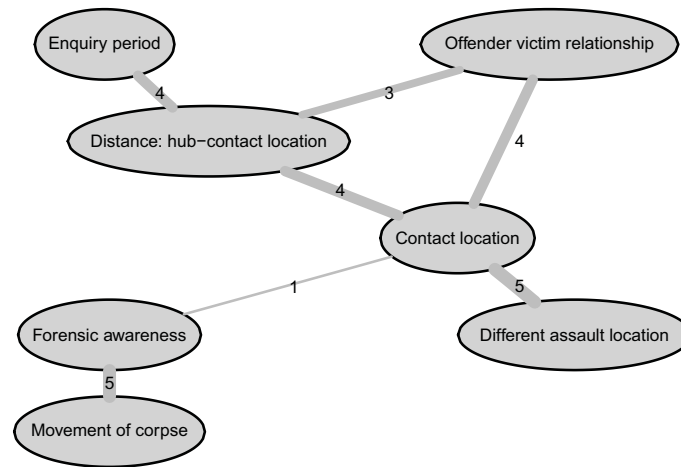 Enquiry period
Offender victim relationship
4
3
Distance: hub−contact location
4
4
Contact location
1
5
Forensic awareness
Different assault location
5
Movement of corpse